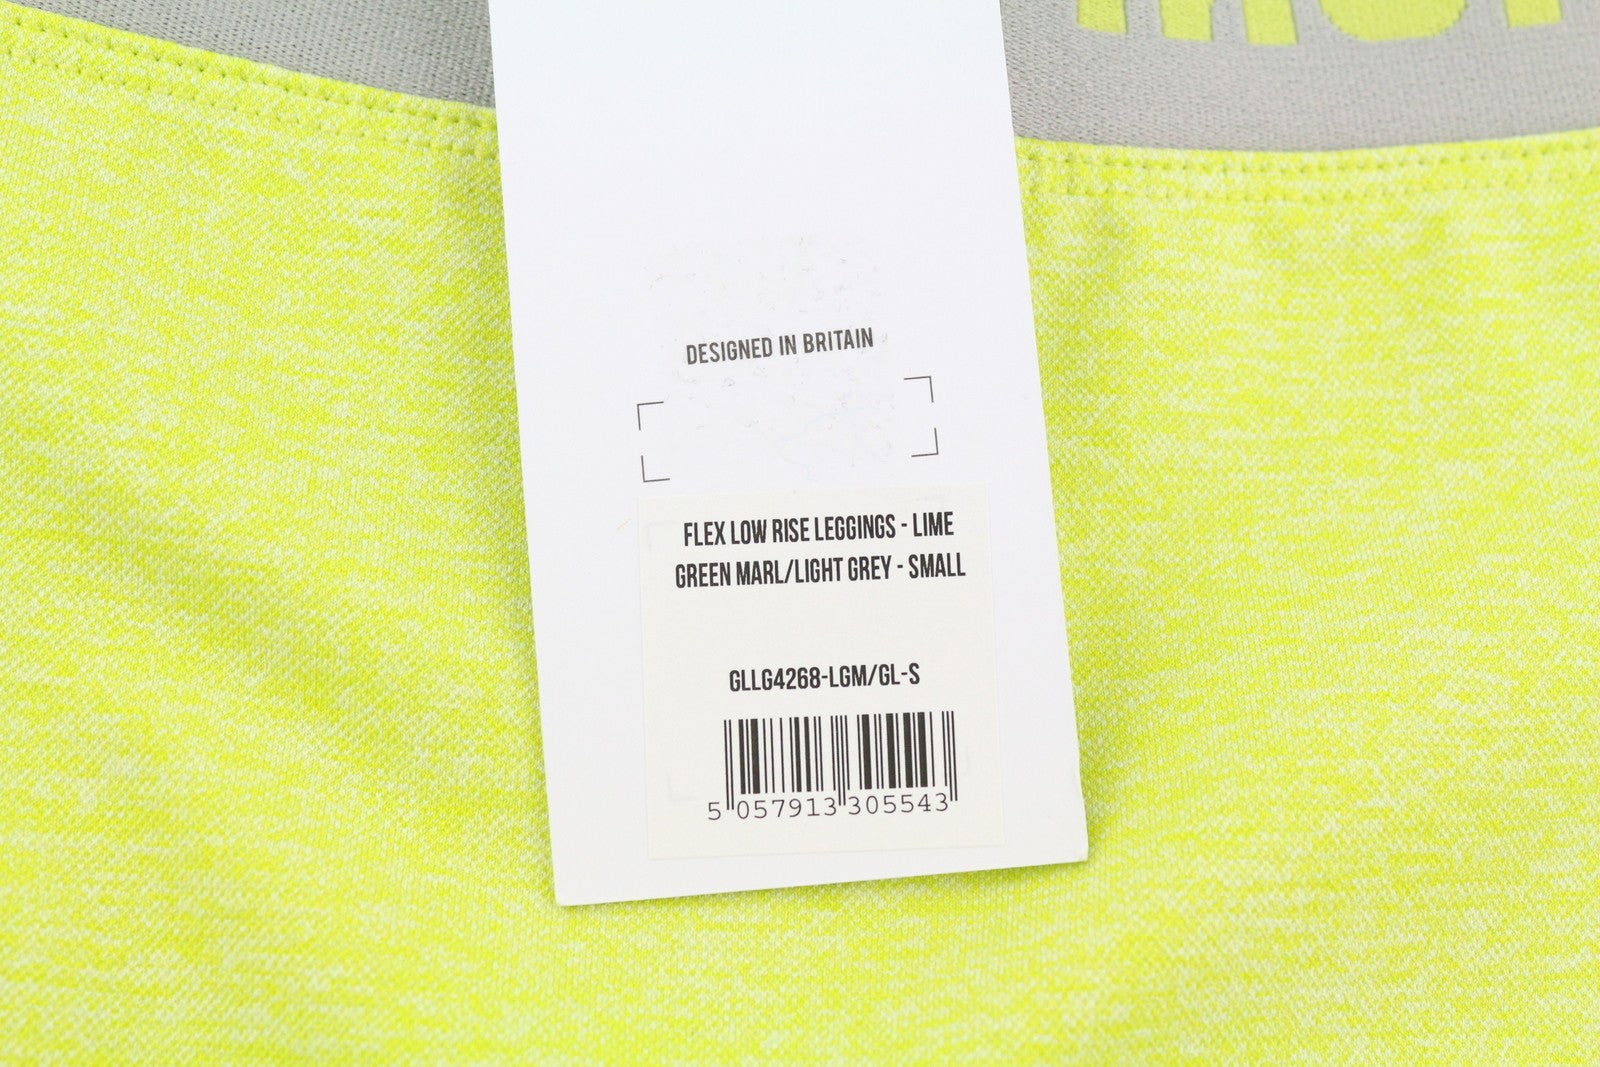 DESIGNED IN BRITAIN
FLEX LOW RISE LEGGINGS - LIME
GREEN MARL/LIGHT GREY - SMALL
GLLG4268-LGM/GL-S
5 057913 305543